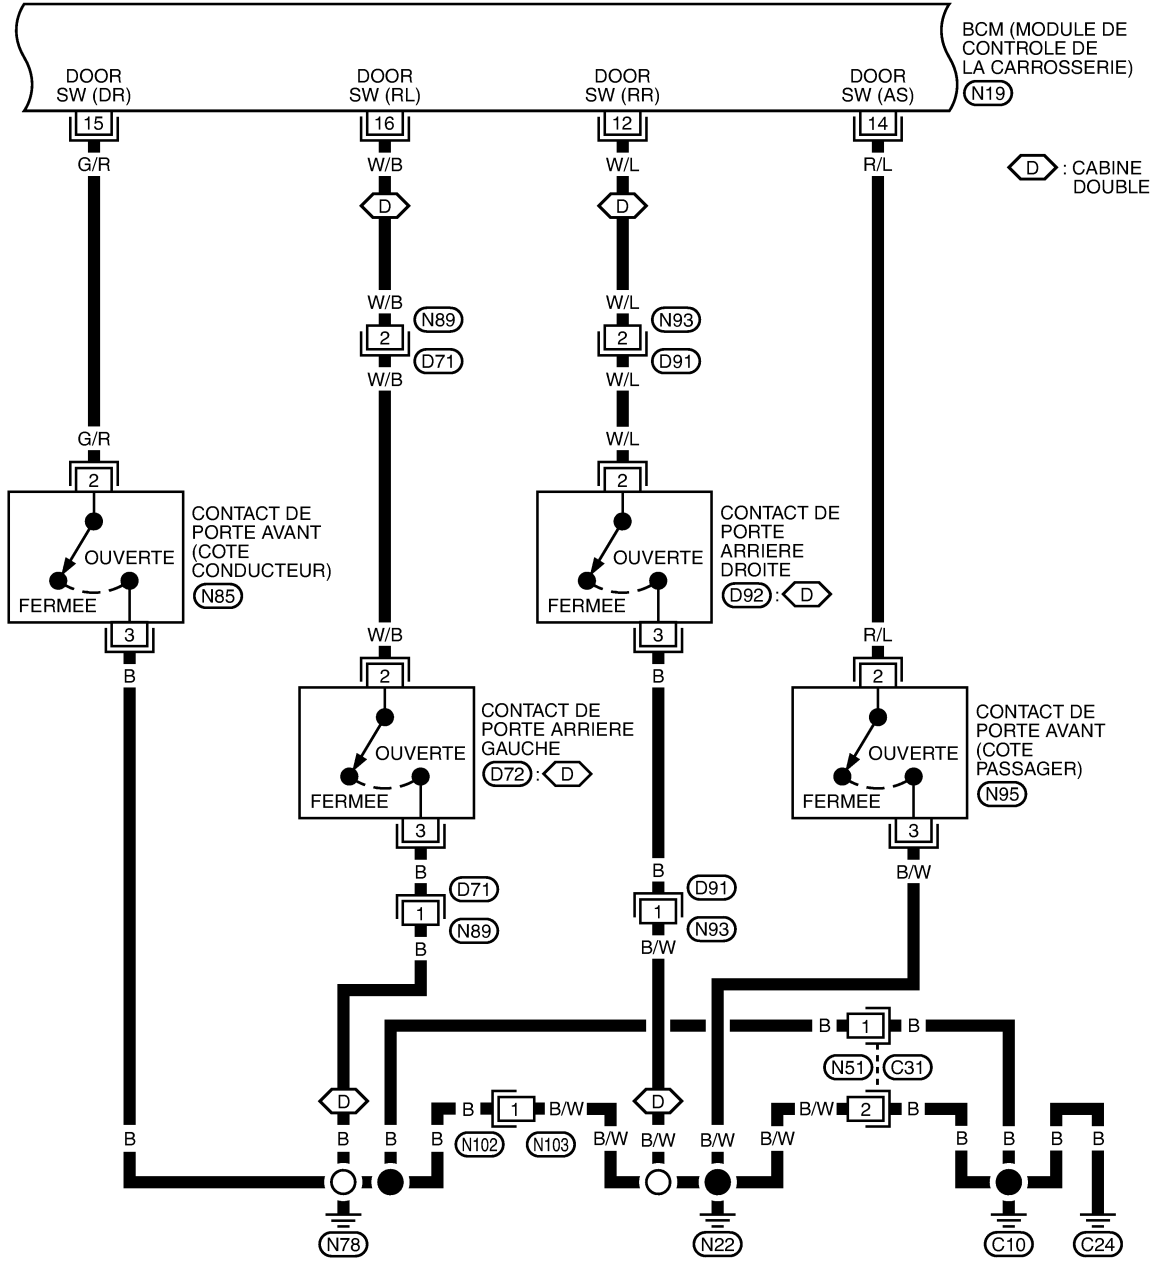 BCM (MODULE DE
CONTROLE DE
LA CARROSSERIE)
N19
DOOR
SW (DR)
DOOR
SW (RL)
DOOR
SW (RR)
DOOR
SW (AS)
15
16
12
14
G/R
W/B
W/L
R/L
D : CABINE
DOUBLE
D
D
W/B
W/L
N89
N93
2
2
D71
D91
W/B
W/L
G/R
W/L
2
2
CONTACT DE
PORTE AVANT
(COTE
CONDUCTEUR)
N85
OUVERTE
FERMEE
CONTACT DE
PORTE
ARRIERE
DROITE
D92 : D
OUVERTE
FERMEE
3
3
W/B
R/L
B
B
2
2
CONTACT DE
PORTE ARRIERE
GAUCHE
D72 : D
OUVERTE
FERMEE
CONTACT DE
PORTE AVANT
(COTE
PASSAGER)
N95
OUVERTE
FERMEE
3
3
B
B
B/W
D71
D91
1
1
N89
N93
B
B/W
B
1
B
N51
C31
D
D
B
1
B/W
B/W
2
B
N102
N103
B
B
B
B
B/W
B/W
B/W
B/W
B
B
B
B
N78
N22
C10
C24